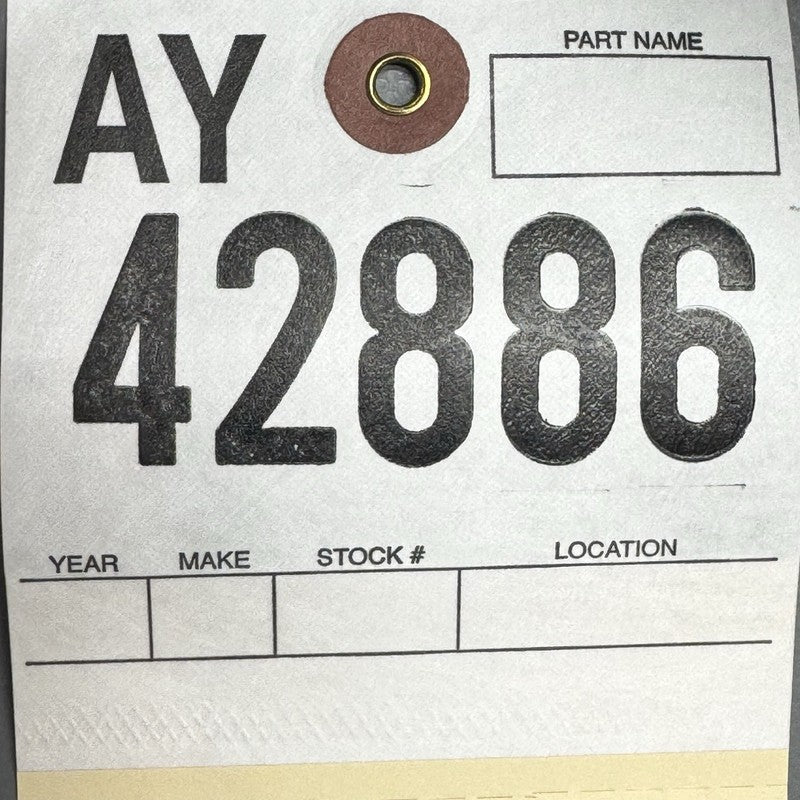 AY
PART NAME
42886
YEAR MAKE STOCK # LOCATION